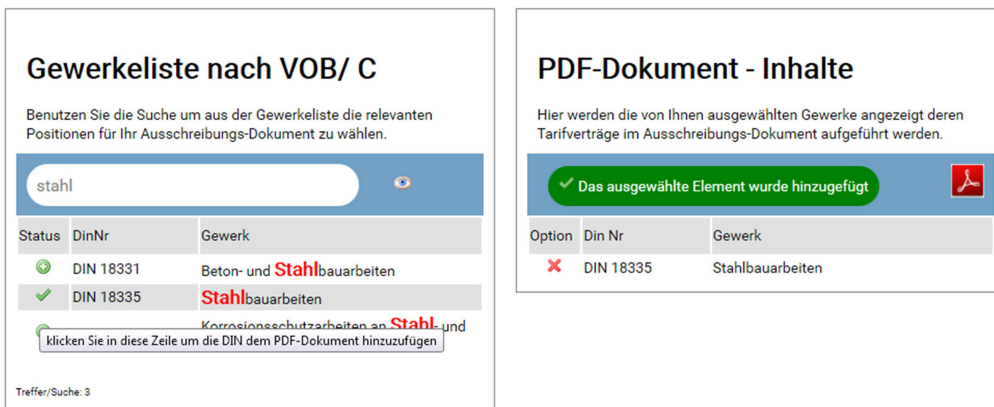 Gewerkeliste nach VOB/ C
Benutzen Sie die Suche um aus der Gewerkeliste die relevanten
Positionen für Ihr Ausschreibungs-Dokument zu wählen.
stahl
Status DinNr Gewerk
DIN 18331 Beton- und Stahlbauarbeiten
DIN 18335 Stahlbauarbeiten
Korrosionsschutzarbeiten an Stahl- und
klicken Sie in diese Zeile um die DIN dem PDF-Dokument hinzuzufügen
Treffer/Suche: 3
PDF-Dokument - Inhalte
Hier werden die von Ihnen ausgewählten Gewerke angezeigt deren
Tarifverträge im Ausschreibungs-Dokument aufgeführt werden.
Das ausgewählte Element wurde hinzugefügt
Option Din Nr Gewerk
DIN 18335 Stahlbauarbeiten